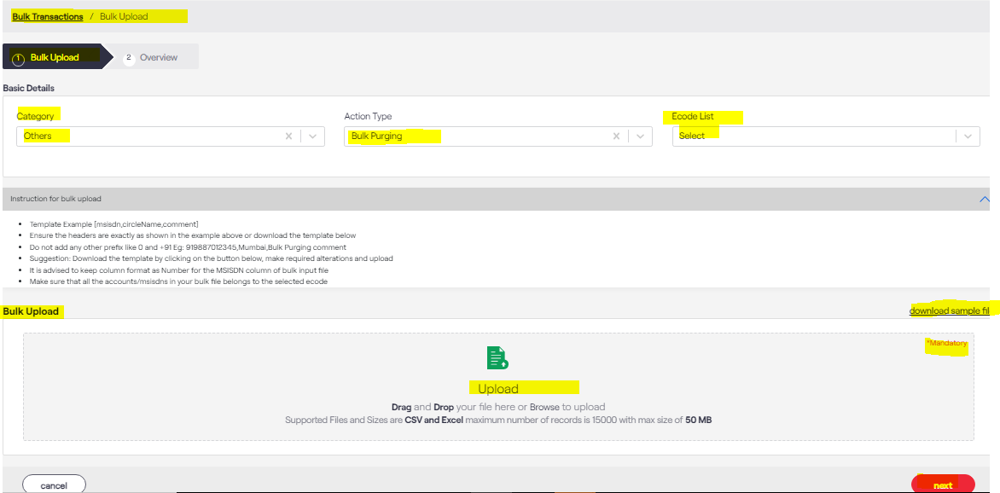 Bulk Transactions / Bulk Upload
1 Bulk Upload 2 Overview
Basic Details
Category Action Type Ecode List
Others Bulk Purging Select
Instruction for bulk upload
Template Example [msisdn,circleName,comment]
Ensure the headers are exactly as shown in the example above or download the template below
Do not add any other prefix like 0 and +91 Eg: 919887012345,Mumbai,Bulk Purging comment
Suggestion: Download the template by clicking on the button below, make required alterations and upload
It is advised to keep column format as Number for the MSISDN column of bulk input file
Make sure that all the accounts/msisdns in your bulk file belongs to the selected ecode
Bulk Upload download sample fil
*Mandatory
Upload
Drag and Drop your file here or Browse to upload
Supported Files and Sizes are CSV and Excel maximum number of records is 15000 with max size of 50 MB
cancel next